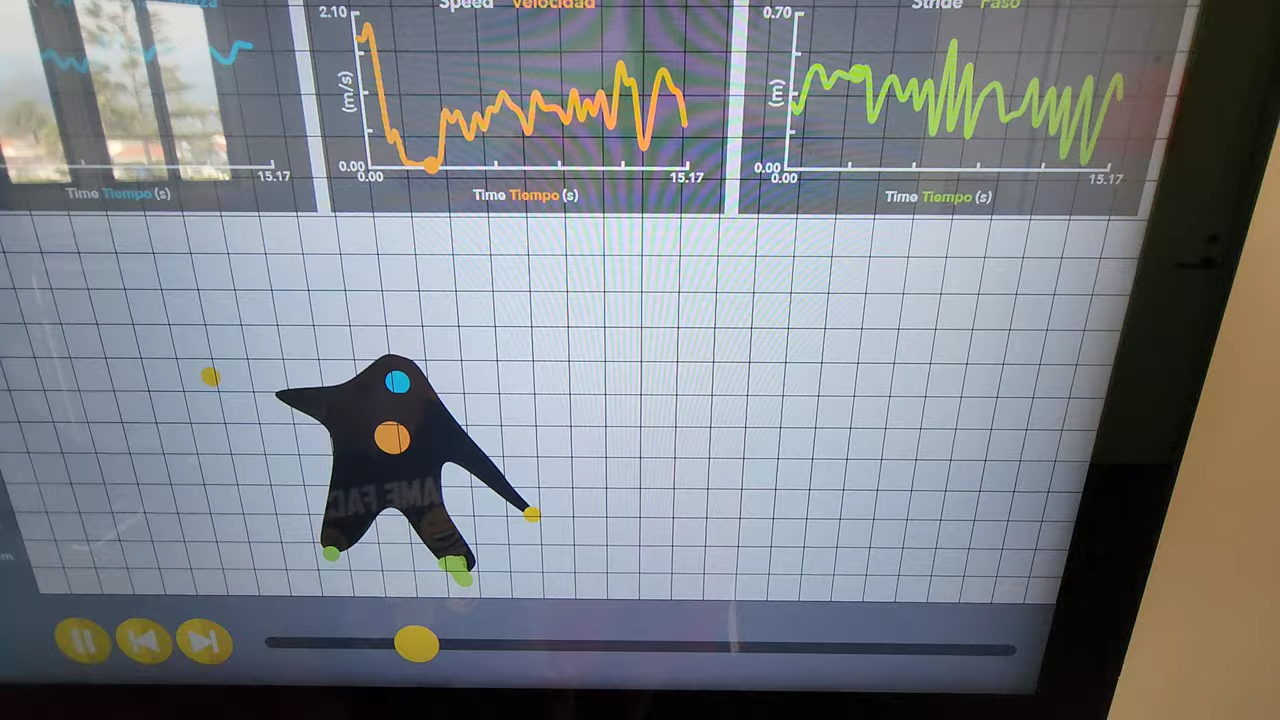 2.10
Speed Velocidad
(m/s)
0.00
0.00
15.17
Time Tiempo (s)
0.70
Stride Paso
(m)
0.00
0.00
15.17
Time Tiempo (s)
15.17
Time Tiempo (s)